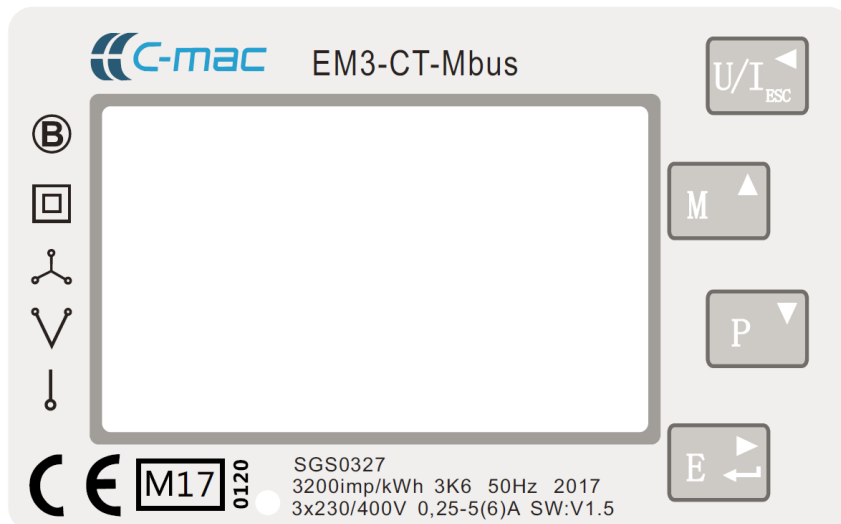 C-mac EM3-CT-Mbus
U/I
ESC
B
M
P
E
CE M17 0120
SGS0327
3200imp/kWh 3K6 50Hz 2017
3x230/400V 0,25-5(6)A SW:V1.5